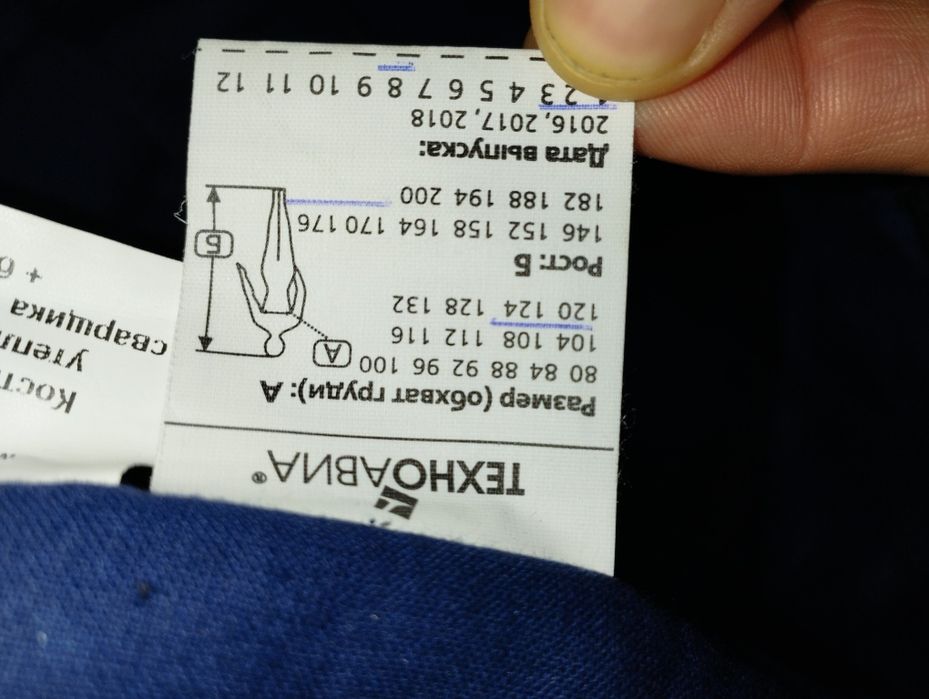 ТЕХНОАВИА®
Размер (обхват груди): А
80 84 88 92 96 100
104 108 112 116
120 124 128 132
Рост: Б
146 152 158 164 170 176
182 188 194 200
А
Б
Дата выпуска:
2016, 2017, 2018
1 2 3 4 5 6 7 8 9 10 11 12
сварщика